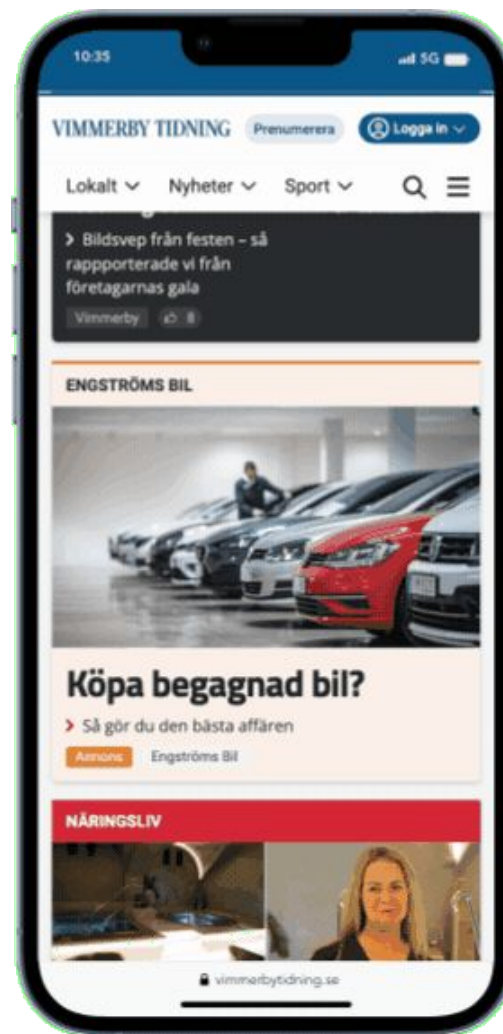 10:35 5G
VIMMERBY TIDNING Prenumerera Logga in
Lokalt Nyheter Sport
Bildsvep från festen – så
rappporterade vi från
företagarnas gala
Vimmerby 8
ENGSTRÖMS BIL
Köpa begagnad bil?
Så gör du den bästa affären
Annons Engströms Bil
NÄRINGSLIV
vimmerbytidning.se